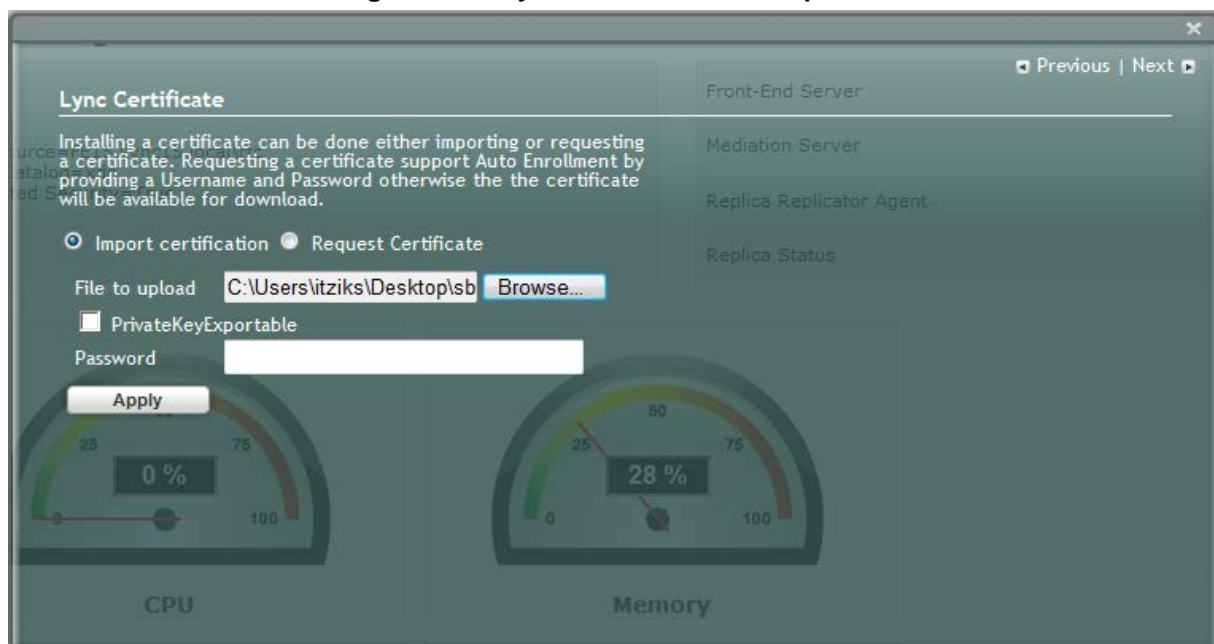 Previous | Next
Lync Certificate
Front-End Server
Installing a certificate can be done either importing or requesting
a certificate. Requesting a certificate support Auto Enrollment by
providing a Username and Password otherwise the the certificate
will be available for download.
Mediation Server
Replica Replicator Agent
Import certification Request Certificate
Replica Status
File to upload C:\Users\itziks\Desktop\sb Browse...
PrivateKeyExportable
Password
Apply
50
25 75
0 %
0 100
CPU
50
25 75
28 %
0 100
Memory